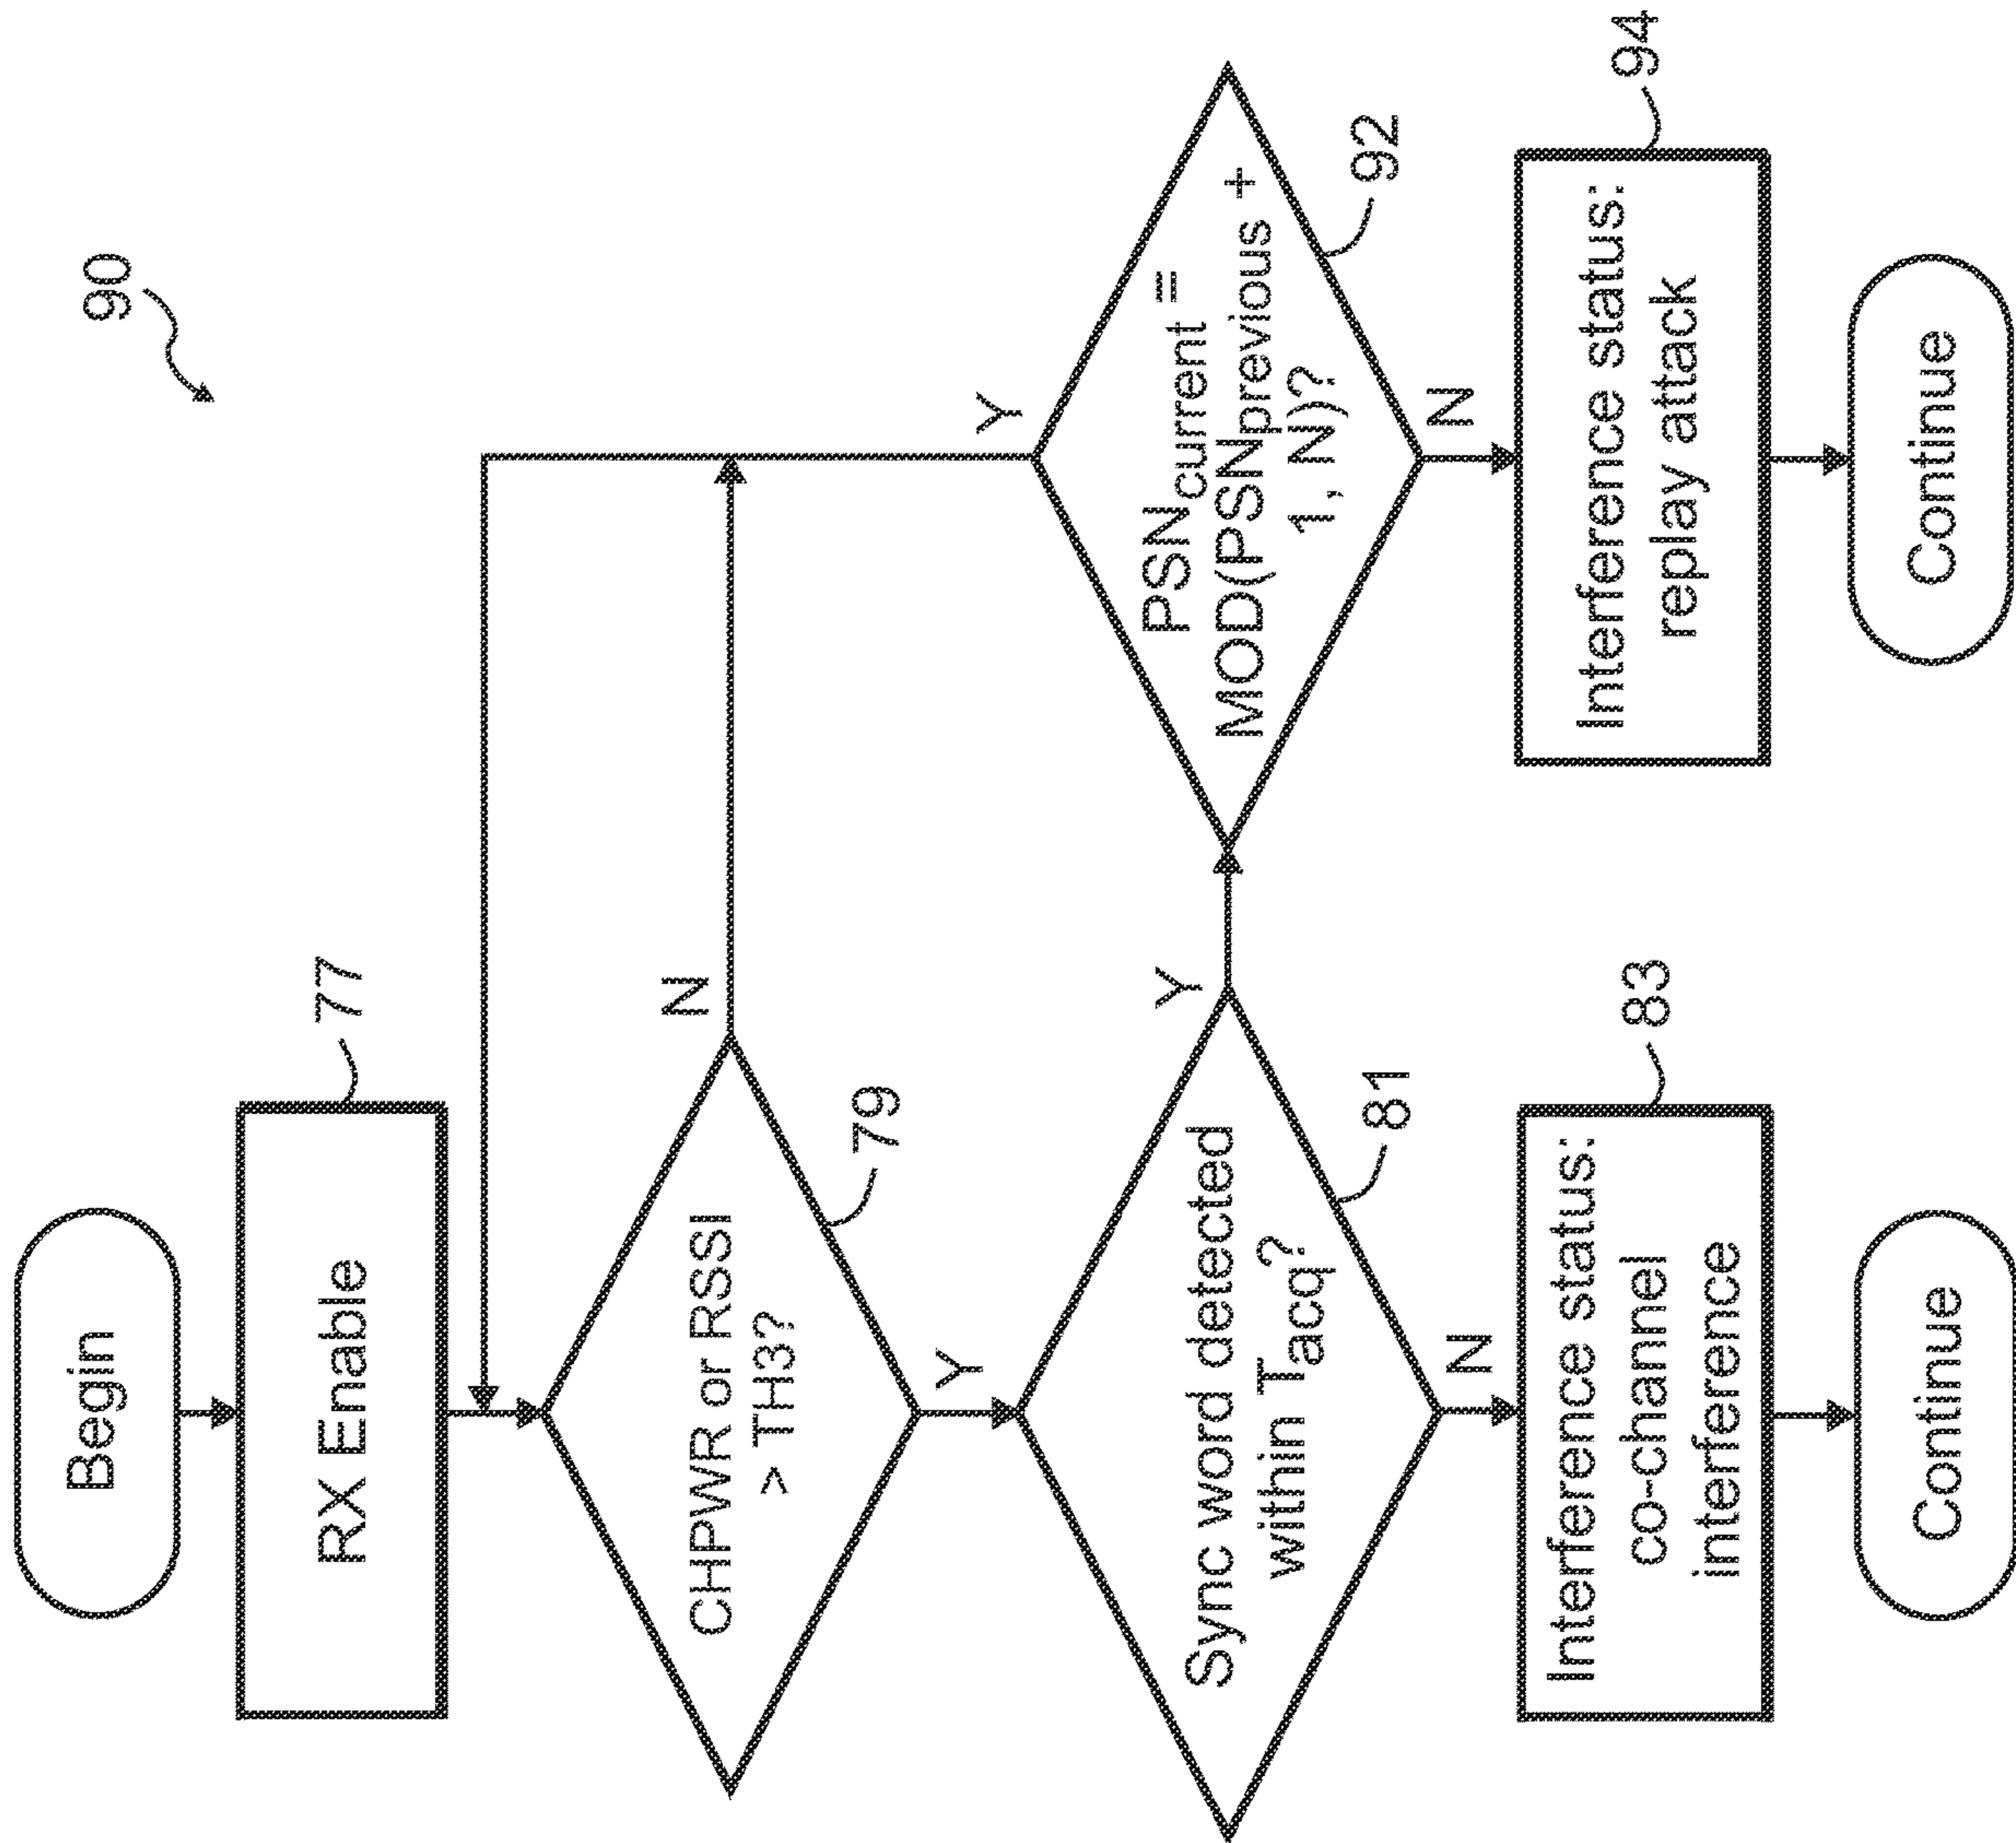 90
Begin
RX Enable
77
CHPWR or RSSI
> TH3?
79
N
Y
Sync word detected
within Tacq?
81
Y
N
PSNcurrent =
MOD(PSNprevious +
1, N)?
92
Y
N
Interference status:
co-channel
interference
83
Interference status:
replay attack
94
Continue
Continue